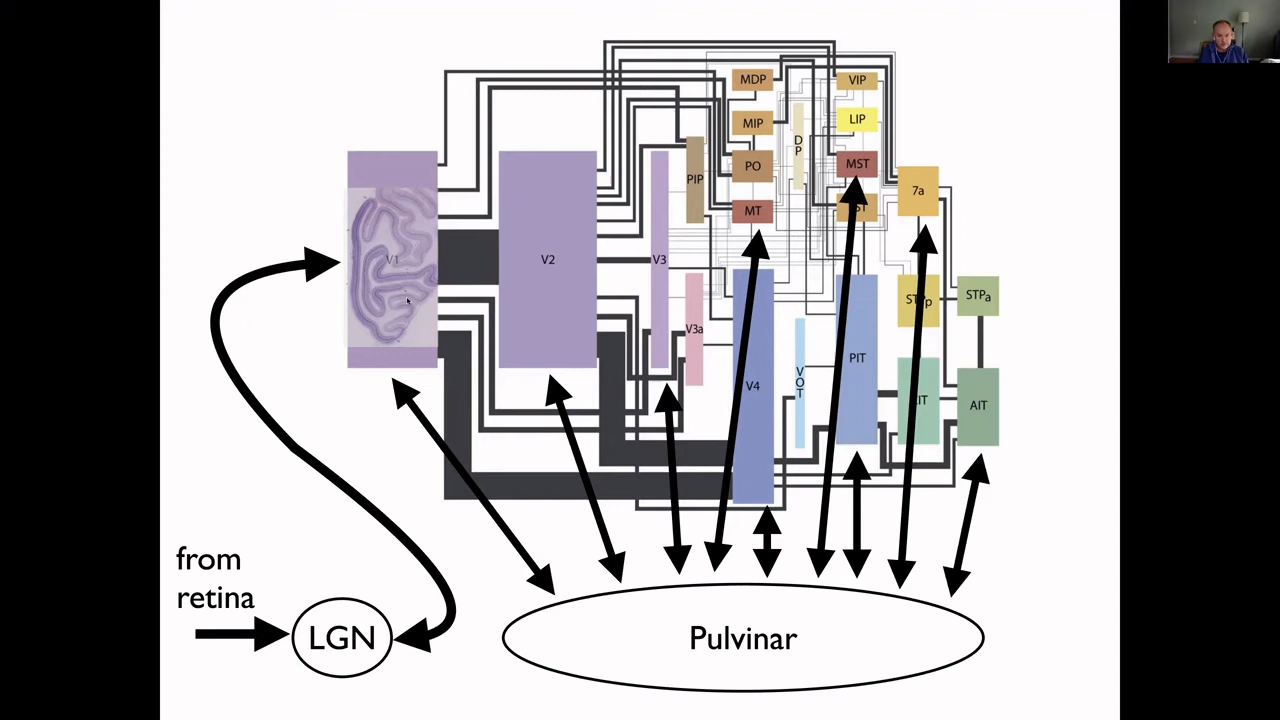 MDP
VIP
MIP
LIP
D
P
PIP
PO
MST
7a
MT
V1
V2
V3
V3a
STPa
V4
V
O
T
PIT
AIT
from
retina
LGN
Pulvinar